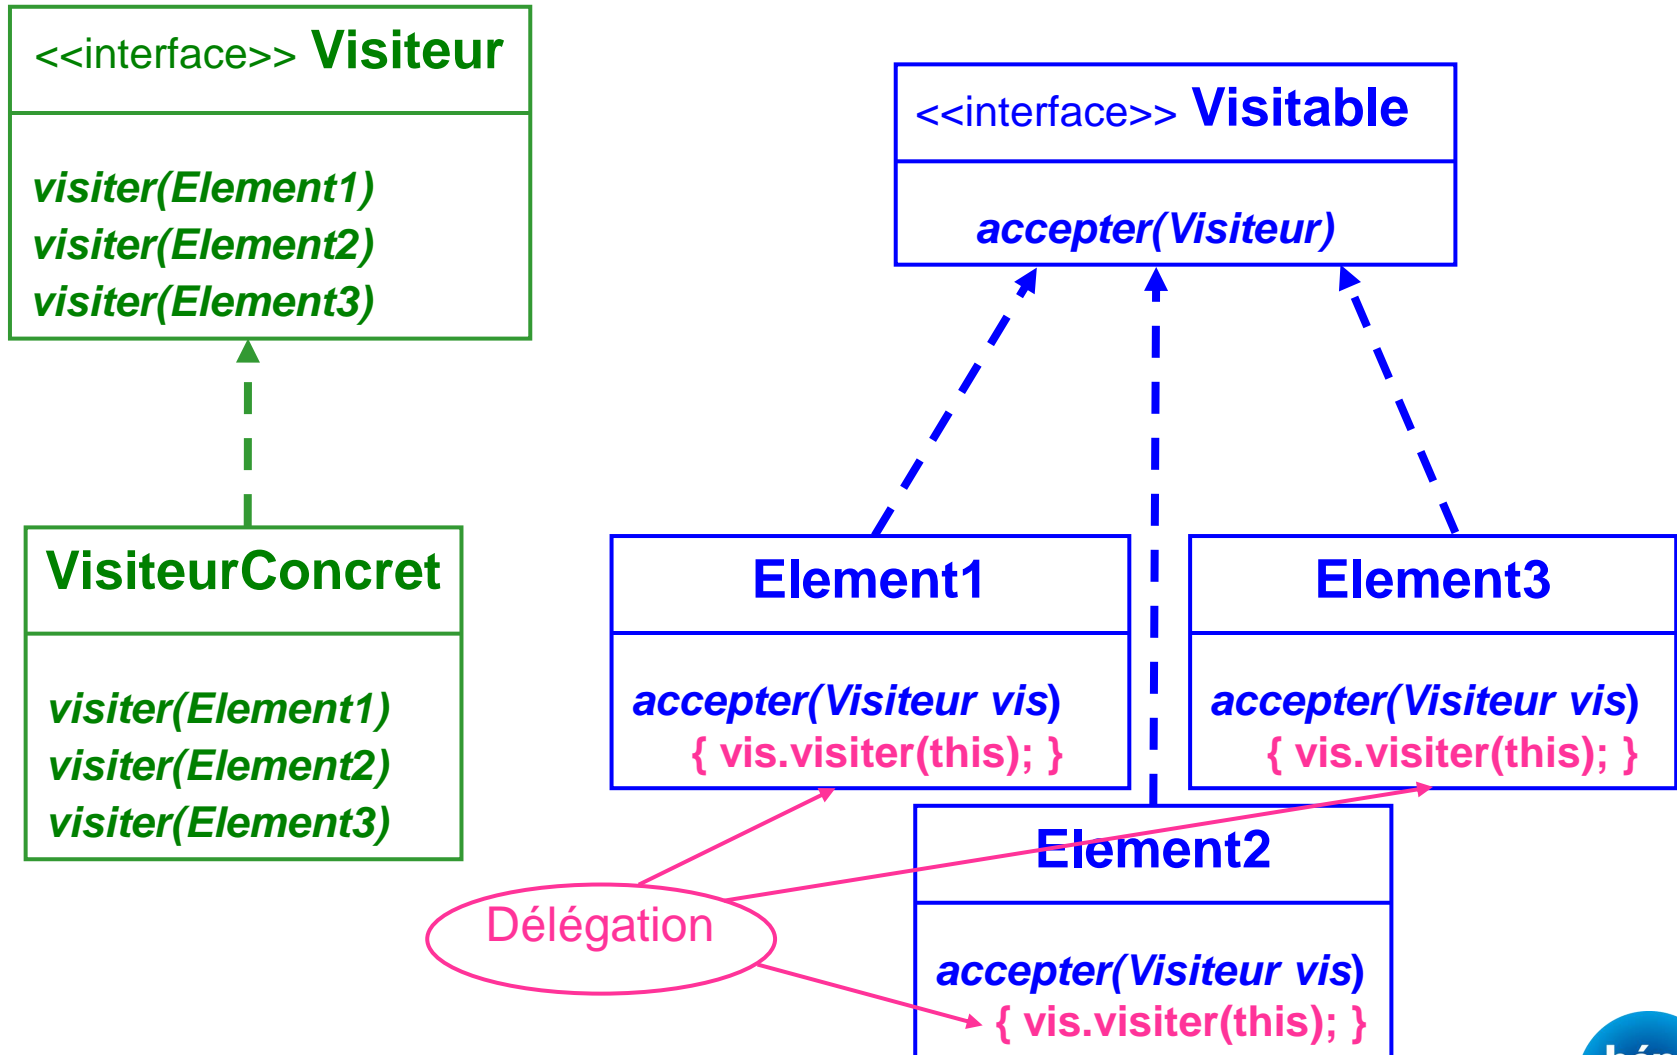 <<interface>> Visiteur
visiter(Element1)
visiter(Element2)
visiter(Element3)
<<interface>> Visitable
accepter(Visiteur)
VisiteurConcret
visiter(Element1)
visiter(Element2)
visiter(Element3)
Element1
accepter(Visiteur vis)
{ vis.visiter(this); }
Element3
accepter(Visiteur vis)
{ vis.visiter(this); }
Element2
accepter(Visiteur vis)
{ vis.visiter(this); }
Délégation